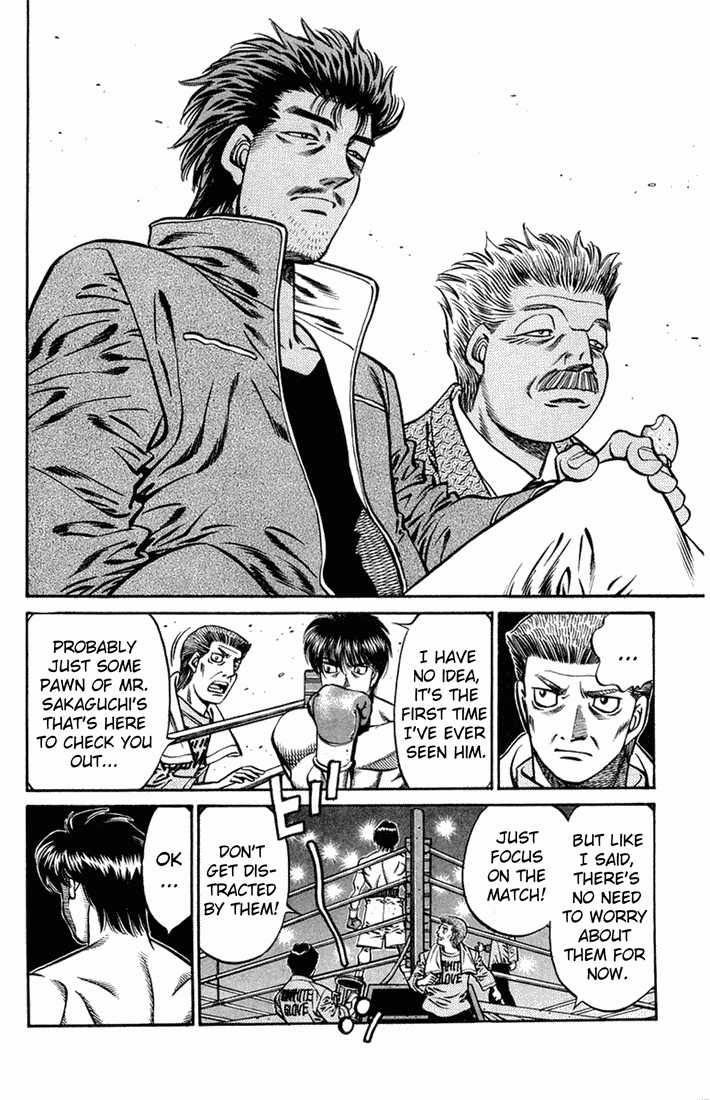 ...
I HAVE
NO IDEA,
IT'S THE
FIRST TIME
I'VE EVER
SEEN HIM.
PROBABLY
JUST SOME
PAWN OF MR.
SAKAGUCHI'S
THAT'S HERE
TO CHECK YOU
OUT...
BUT LIKE
I SAID,
THERE'S
NO NEED
TO WORRY
ABOUT
THEM FOR
NOW.
JUST
FOCUS
ON THE
MATCH!
DON'T
GET DIS-
TRACTED
BY THEM!
WHITE
GLOVE
OK
...